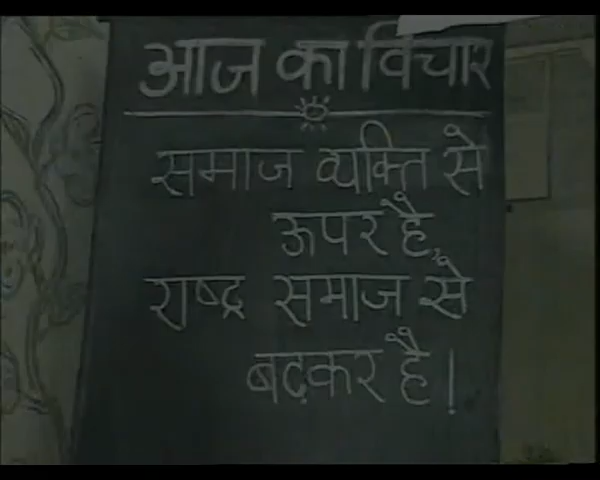 आज का विचार
समाज व्यक्ति से
ऊपर है,
राष्ट्र समाज से
बढ़कर है!